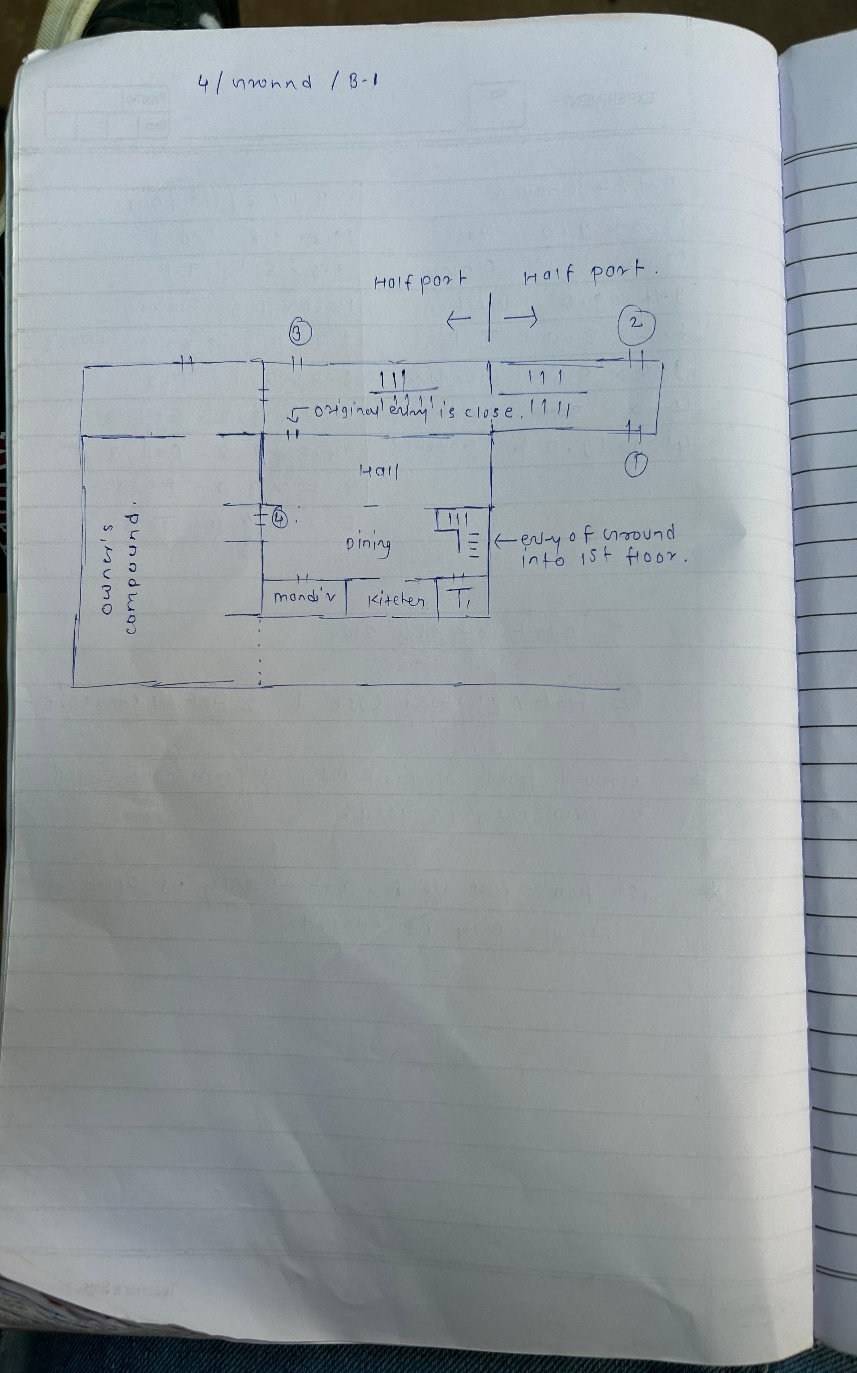 4/Ground / B-1
Half part
Half part.
← | →
3
2
original entry is close.
1
Hall
4
Dining
← entry of Ground
into 1st floor.
owner's
compound.
mandir
Kitchen
T.